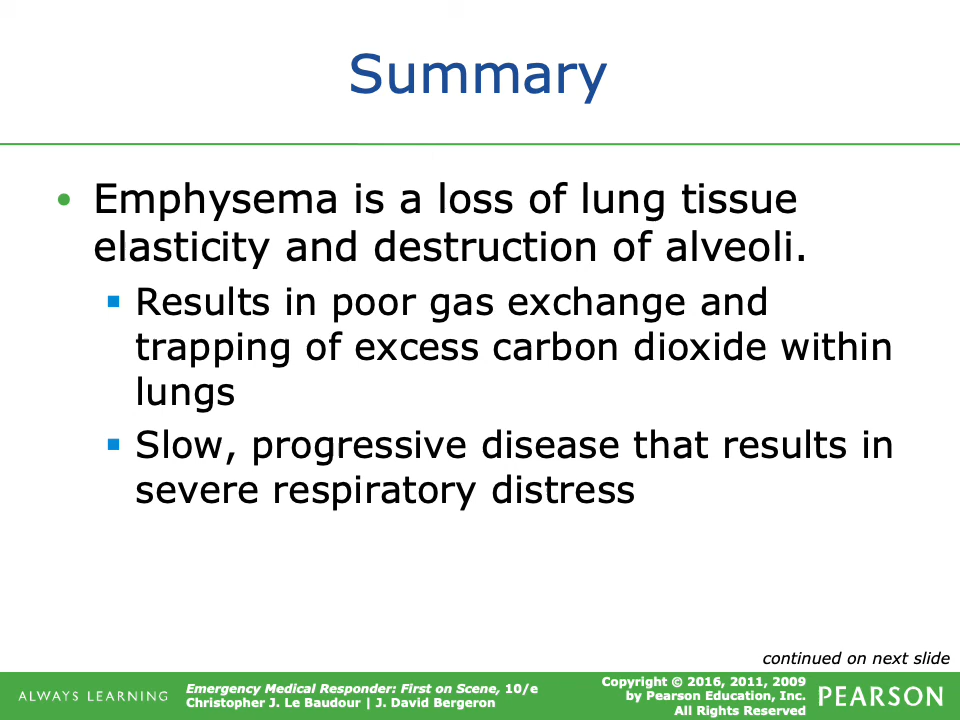 Summary
• Emphysema is a loss of lung tissue
elasticity and destruction of alveoli.
▪ Results in poor gas exchange and
trapping of excess carbon dioxide within
lungs
▪ Slow, progressive disease that results in
severe respiratory distress
continued on next slide
ALWAYS LEARNING
Emergency Medical Responder: First on Scene, 10/e
Christopher J. Le Baudour | J. David Bergeron
Copyright © 2016, 2011, 2009
by Pearson Education, Inc.
All Rights Reserved
PEARSON